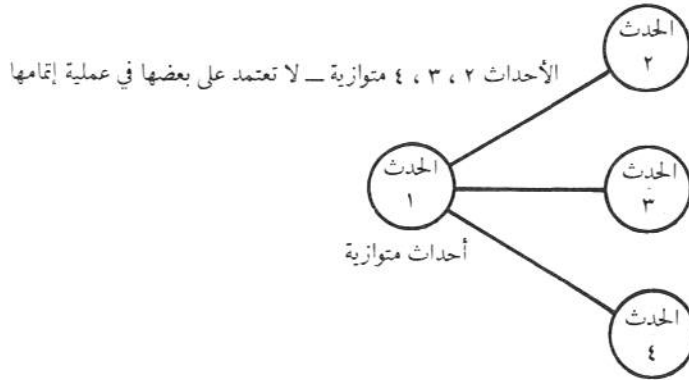 الحدث
٢
الأحداث ٢ ، ٣ ، ٤ متوازية ــ لا تعتمد على بعضها في عملية إتمامها
الحدث
١
الحدث
٣
أحداث متوازية
الحدث
٤